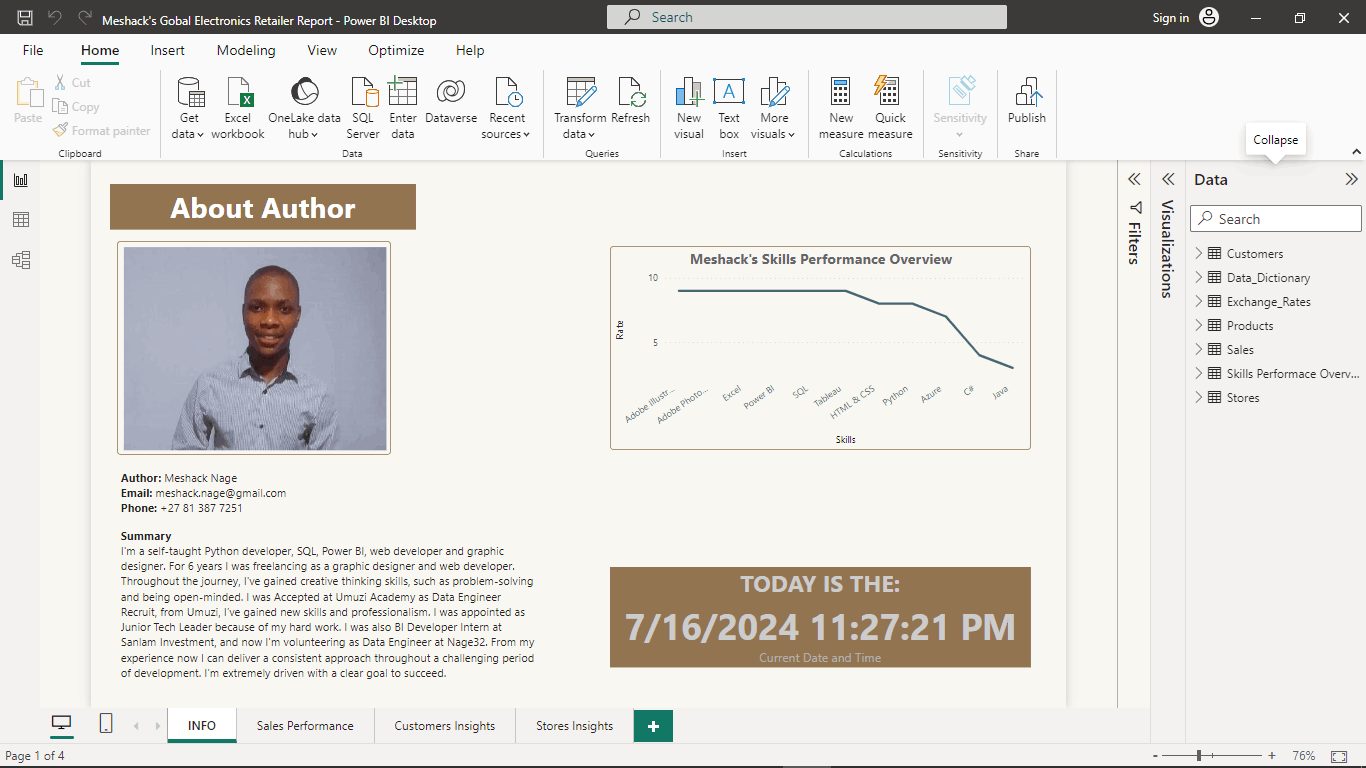 Meshack's Gobal Electronics Retailer Report - Power BI Desktop
Search
Sign in
File
Home
Insert
Modeling
View
Optimize
Help
Paste
Cut
Copy
Format painter
Clipboard
Get data
Excel workbook
OneLake data hub
SQL Server
Enter data
Dataverse
Recent sources
Data
Transform data
Refresh
Queries
New visual
Text box
More visuals
Insert
New measure
Quick measure
Calculations
Sensitivity
Sensitivity
Publish
Share
Collapse
About Author
Author: Meshack Nage
Email: meshack.nage@gmail.com
Phone: +27 81 387 7251
Summary
I'm a self-taught Python developer, SQL, Power BI, web developer and graphic
designer. For 6 years I was freelancing as a graphic designer and web developer.
Throughout the journey, I've gained creative thinking skills, such as problem-solving
and being open-minded. I was Accepted at Umuzi Academy as Data Engineer
Recruit, from Umuzi, I've gained new skills and professionalism. I was appointed as
Junior Tech Leader because of my hard work. I was also BI Developer Intern at
Sanlam Investment, and now I'm volunteering as Data Engineer at Nage32. From my
experience now I can deliver a consistent approach throughout a challenging period
of development. I'm extremely driven with a clear goal to succeed.
Meshack's Skills Performance Overview
10
5
Rate
Adobe Illustr...
Adobe Photo...
Excel
Power BI
SQL
Tableau
HTML & CSS
Python
Azure
C#
Java
Skills
TODAY IS THE:
7/16/2024 11:27:21 PM
Current Date and Time
Filters
Visualizations
Data
Search
Customers
Data_Dictionary
Exchange_Rates
Products
Sales
Skills Performace Overv...
Stores
INFO
Sales Performance
Customers Insights
Stores Insights
Page 1 of 4
76%